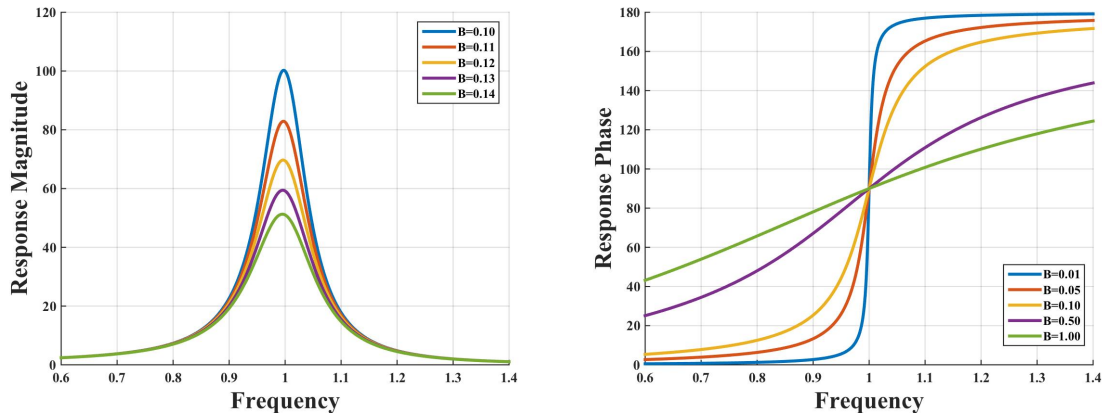 Response Magnitude
120
100
80
60
40
20
0
0.6 0.7 0.8 0.9 1 1.1 1.2 1.3 1.4
Frequency
B=0.10
B=0.11
B=0.12
B=0.13
B=0.14
Response Phase
180
160
140
120
100
80
60
40
20
0
0.6 0.7 0.8 0.9 1 1.1 1.2 1.3 1.4
Frequency
B=0.01
B=0.05
B=0.10
B=0.50
B=1.00